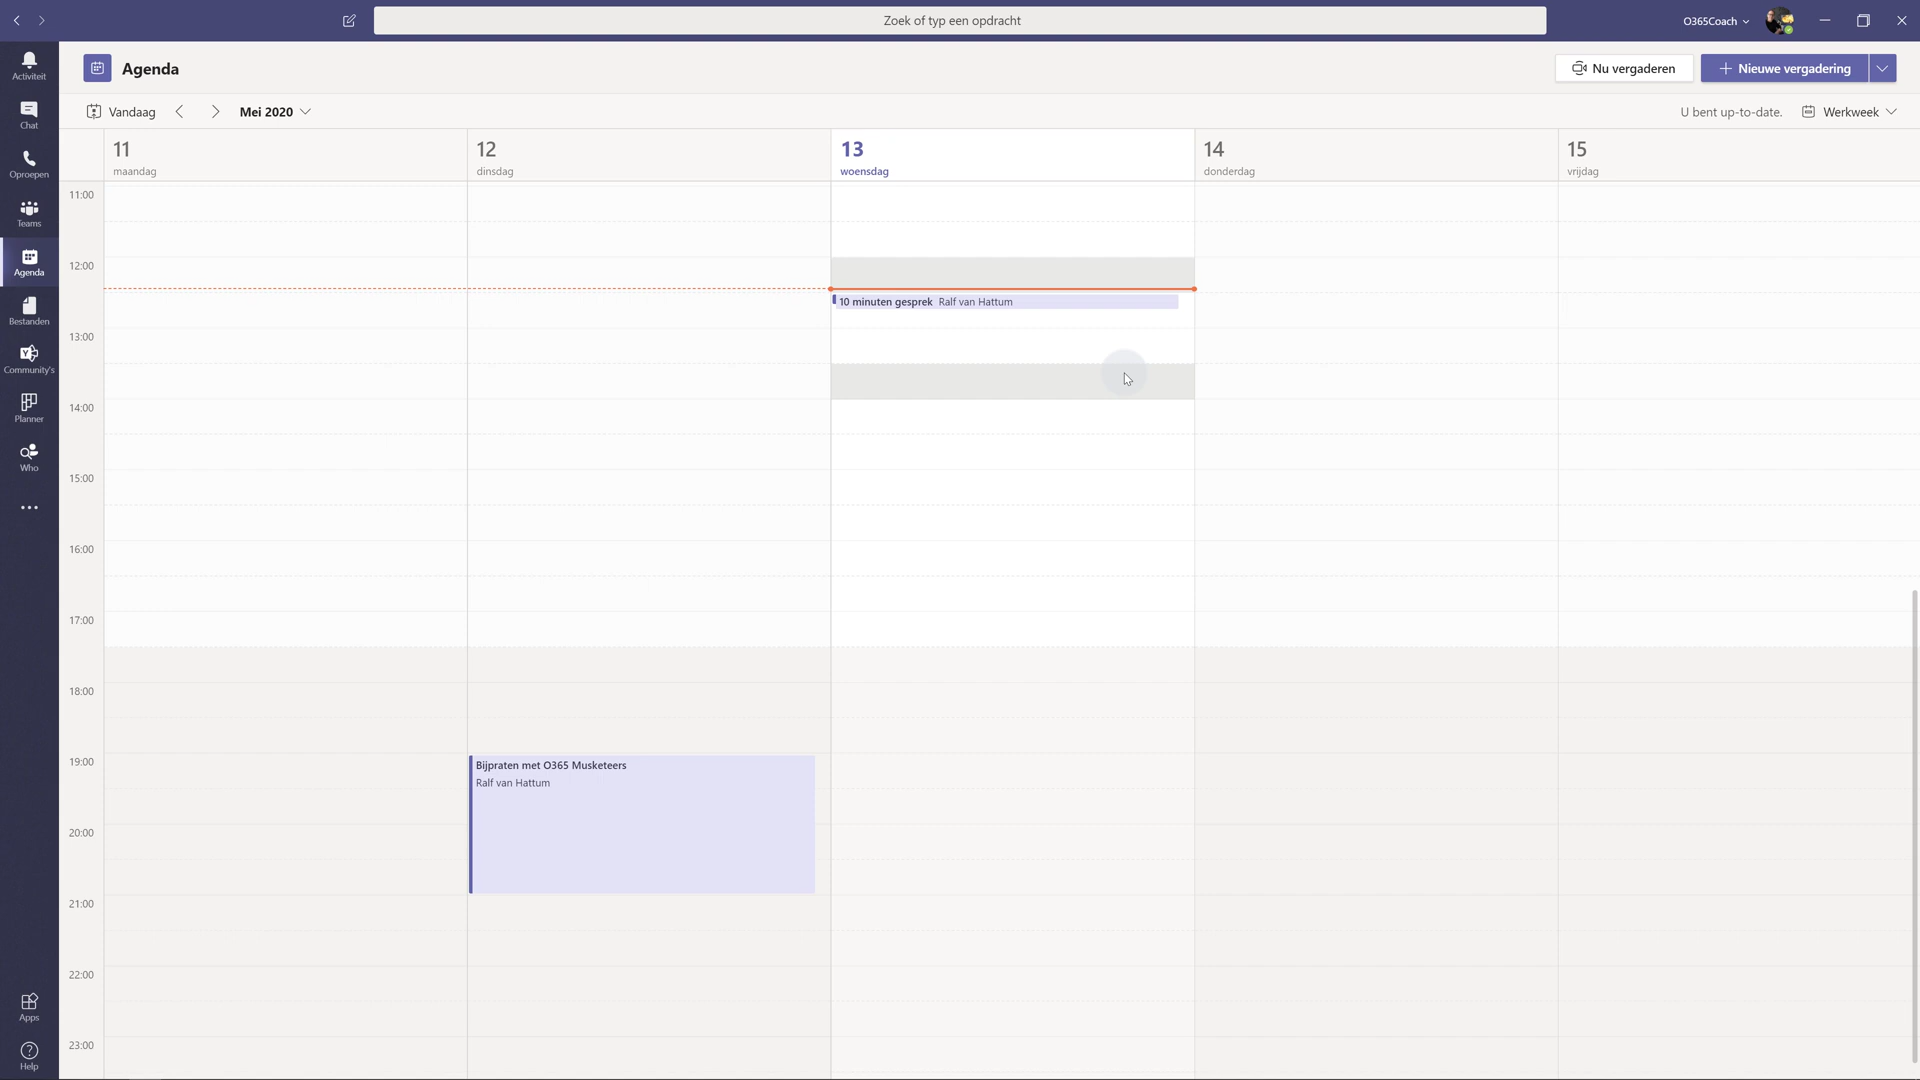 Zoek of typ een opdracht
O365Coach
Activiteit
Chat
Oproepen
Teams
Agenda
Bestanden
Community's
Planner
Who
Apps
Help
Agenda
Nu vergaderen
Nieuwe vergadering
Vandaag
Mei 2020
U bent up-to-date.
Werkweek
11
maandag
12
dinsdag
13
woensdag
14
donderdag
15
vrijdag
11:00
12:00
10 minuten gesprek Ralf van Hattum
13:00
14:00
15:00
16:00
17:00
18:00
19:00
Bijpraten met O365 Musketeers
Ralf van Hattum
20:00
21:00
22:00
23:00